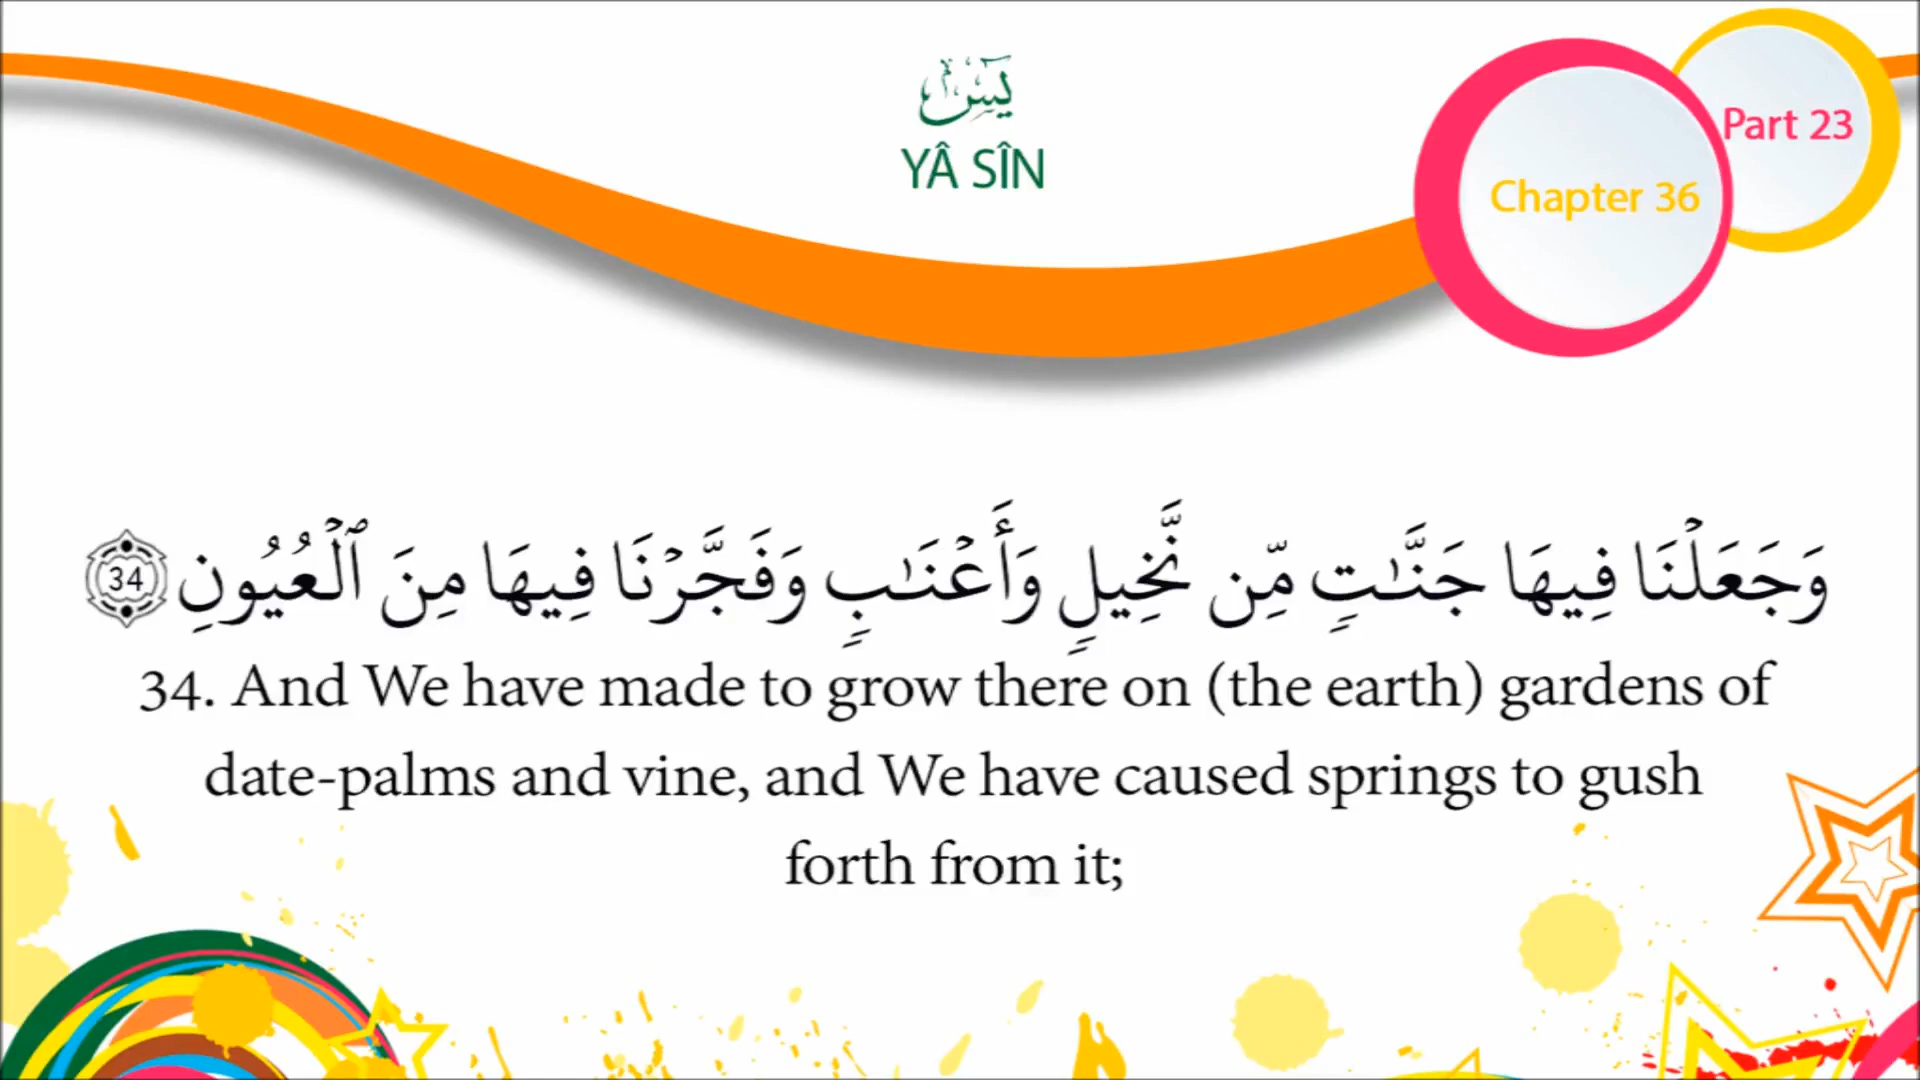 يسٓ
YÂ SÎN
Part 23
Chapter 36
وَجَعَلْنَا فِيهَا جَنَّٰتٍ مِّن نَّخِيلٍ وَأَعْنَٰبٍ وَفَجَّرْنَا فِيهَا مِنَ ٱلْعُيُونِ 34
34. And We have made to grow there on (the earth) gardens of
date-palms and vine, and We have caused springs to gush
forth from it;